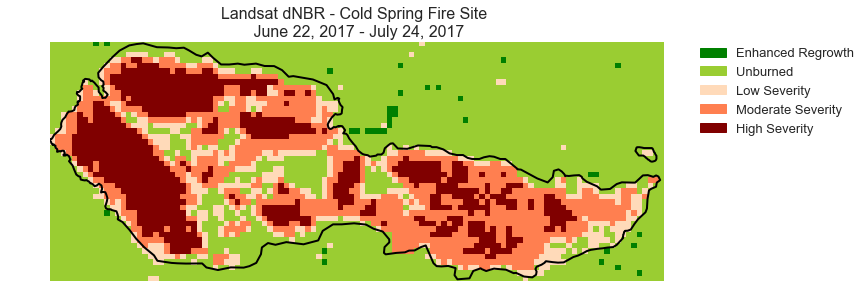 Landsat dNBR - Cold Spring Fire Site
June 22, 2017 - July 24, 2017
Enhanced Regrowth
Unburned
Low Severity
Moderate Severity
High Severity